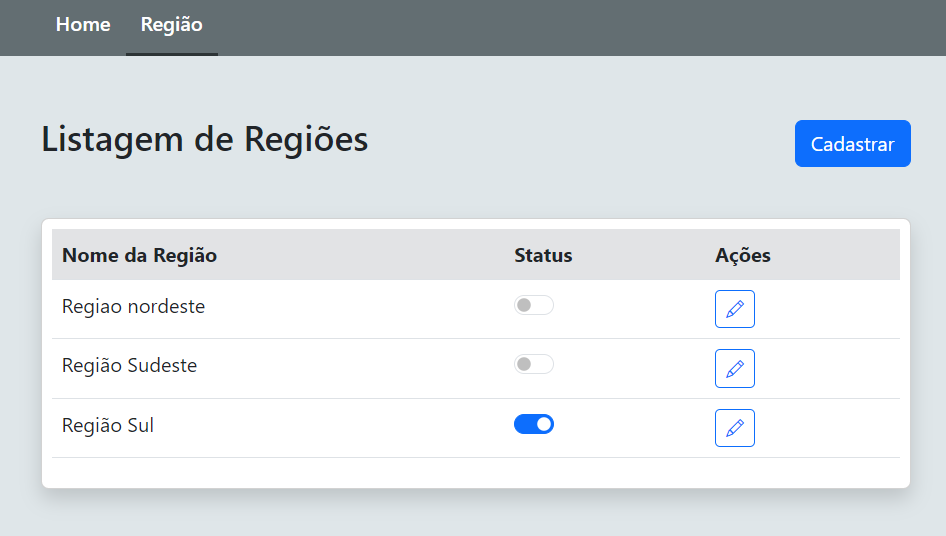 Home Região
Listagem de Regiões
Cadastrar
Nome da Região Status Ações
Regiao nordeste
Região Sudeste
Região Sul